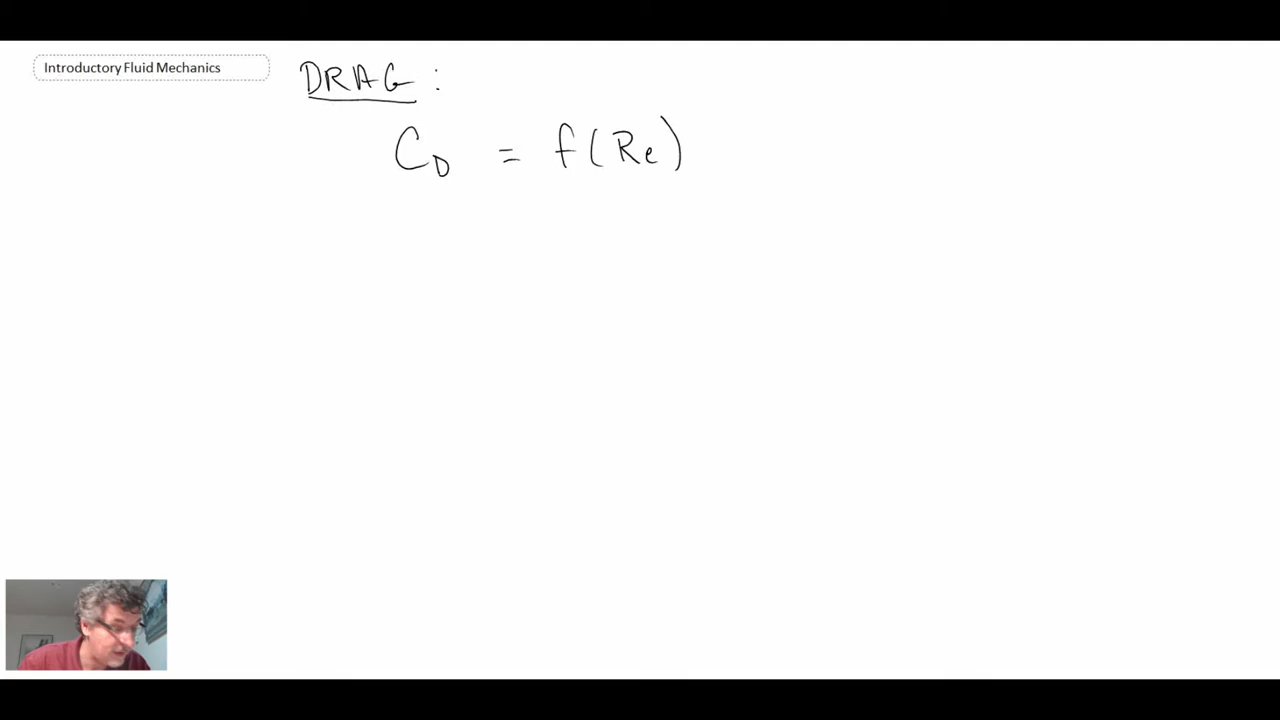 Introductory Fluid Mechanics
DRAG :
C_D = f(Re)